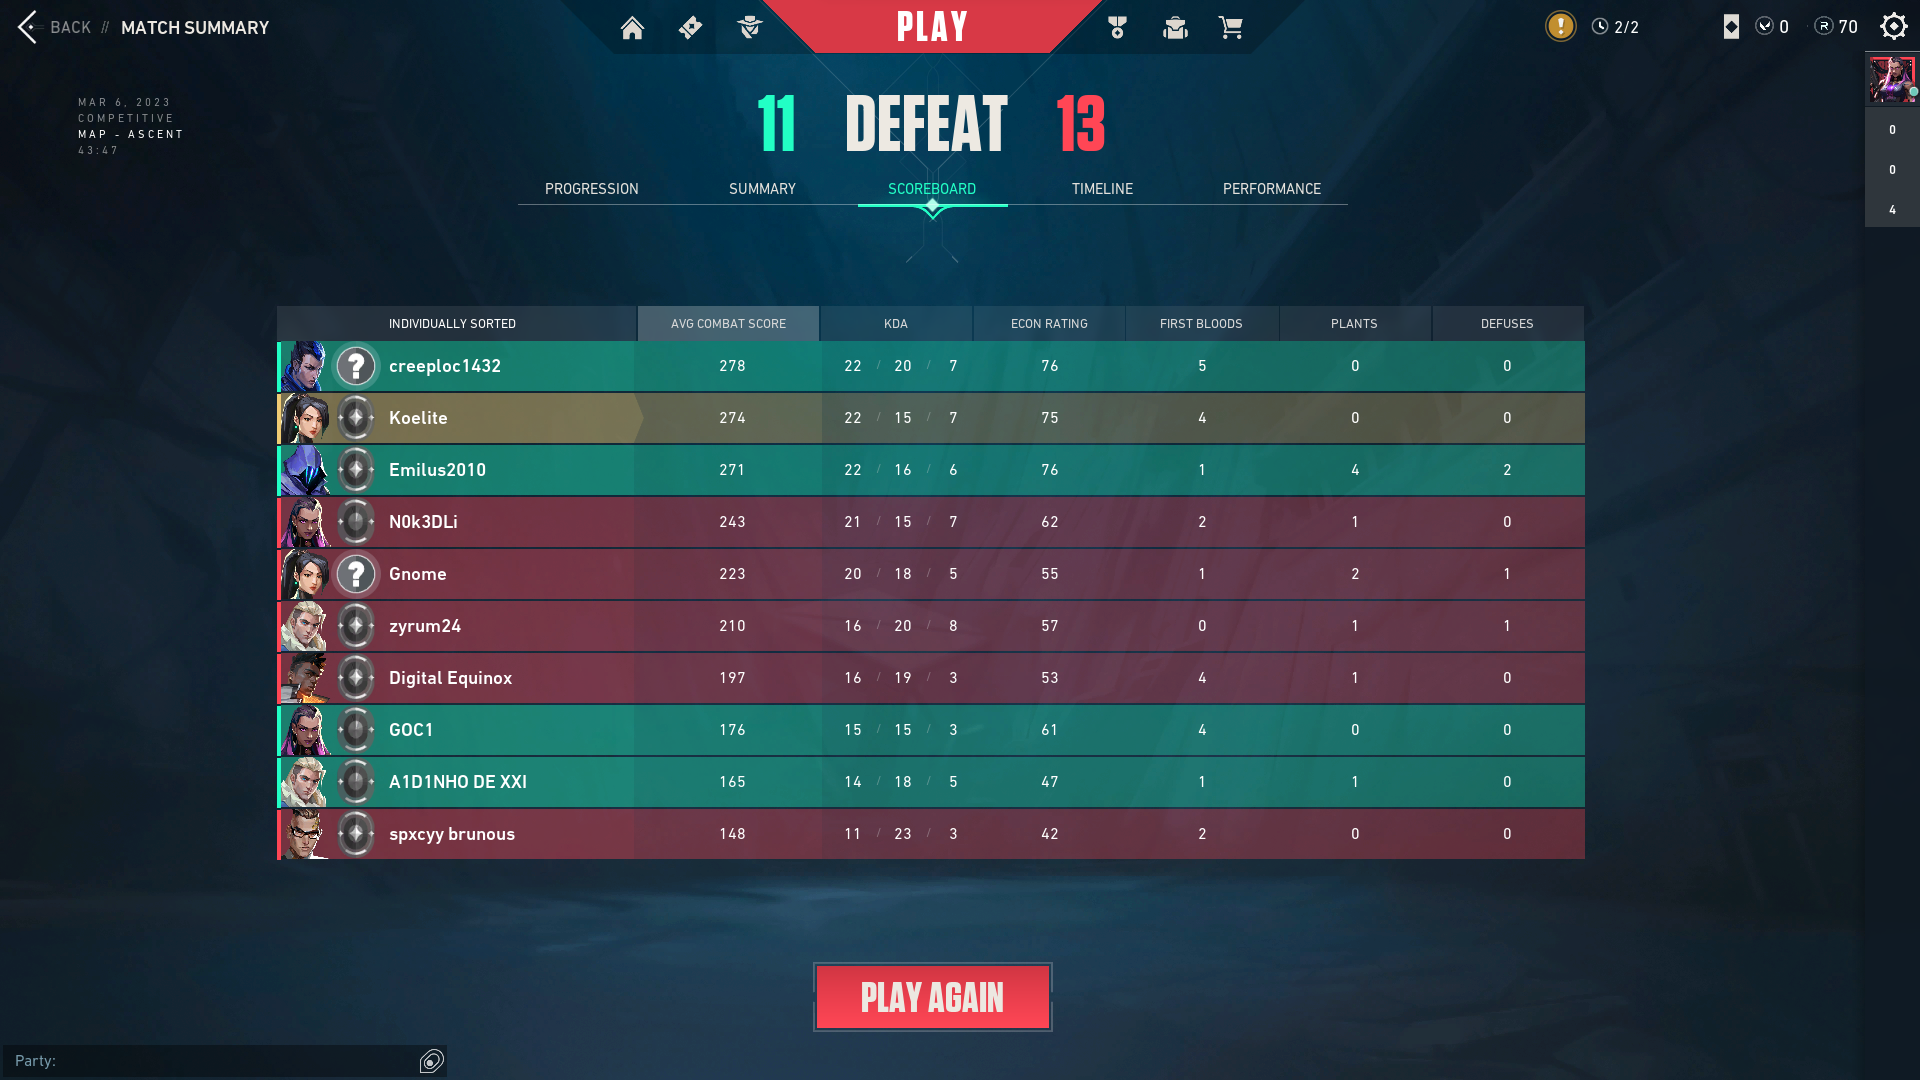 BACK // MATCH SUMMARY
PLAY
2/2
0
70
MAR 6, 2023
COMPETITIVE
MAP - ASCENT
43:47
11 DEFEAT 13
PROGRESSION SUMMARY SCOREBOARD TIMELINE PERFORMANCE
0
0
4
INDIVIDUALLY SORTED AVG COMBAT SCORE KDA ECON RATING FIRST BLOODS PLANTS DEFUSES
? creeploc1432 278 22 / 20 / 7 76 5 0 0
Koelite 274 22 / 15 / 7 75 4 0 0
Emilus2010 271 22 / 16 / 6 76 1 4 2
N0k3DLi 243 21 / 15 / 7 62 2 1 0
? Gnome 223 20 / 18 / 5 55 1 2 1
zyrum24 210 16 / 20 / 8 57 0 1 1
Digital Equinox 197 16 / 19 / 3 53 4 1 0
GOC1 176 15 / 15 / 3 61 4 0 0
A1D1NHO DE XXI 165 14 / 18 / 5 47 1 1 0
spxcyy brunous 148 11 / 23 / 3 42 2 0 0
PLAY AGAIN
Party: